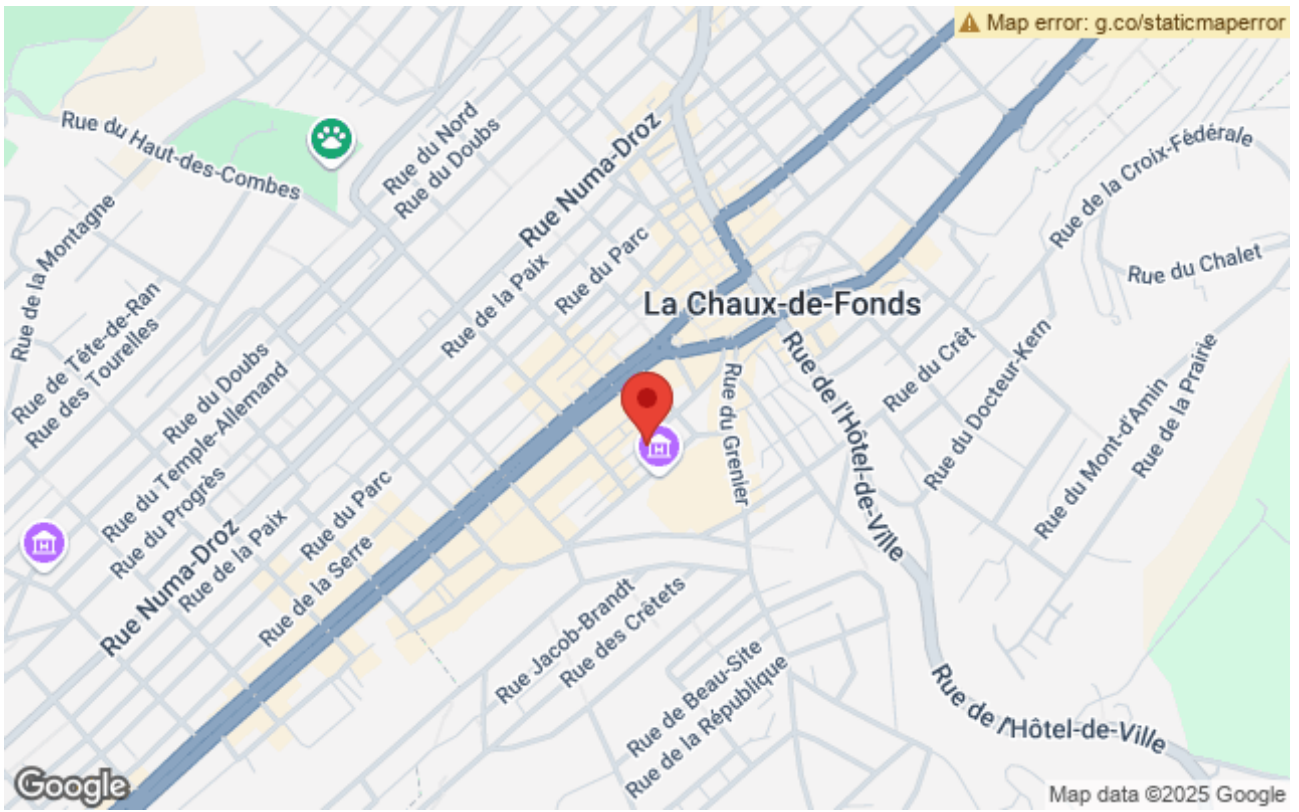 Map error: g.co/staticmaperror
Rue du Haut-des-Combes
Rue du Nord
Rue du Doubs
Rue Numa-Droz
Rue de la Croix-Fédérale
Rue de la Montagne
Rue du Parc
Rue de la Paix
Rue du Chalet
La Chaux-de-Fonds
Rue de Tête-de-Ran
Rue des Tourelles
Rue du Doubs
Rue du Temple-Allemand
Rue du Progrès
Rue Numa-Droz
Rue de la Paix
Rue du Parc
Rue de la Serre
Rue du Grenier
Rue de l'Hôtel-de-Ville
Rue du Crêt
Rue du Docteur-Kern
Rue du Mont-d'Amin
Rue de la Prairie
Rue Jacob-Brandt
Rue des Crêtets
Rue de Beau-Site
Rue de la République
Rue de l'Hôtel-de-Ville
Google
Map data ©2025 Google